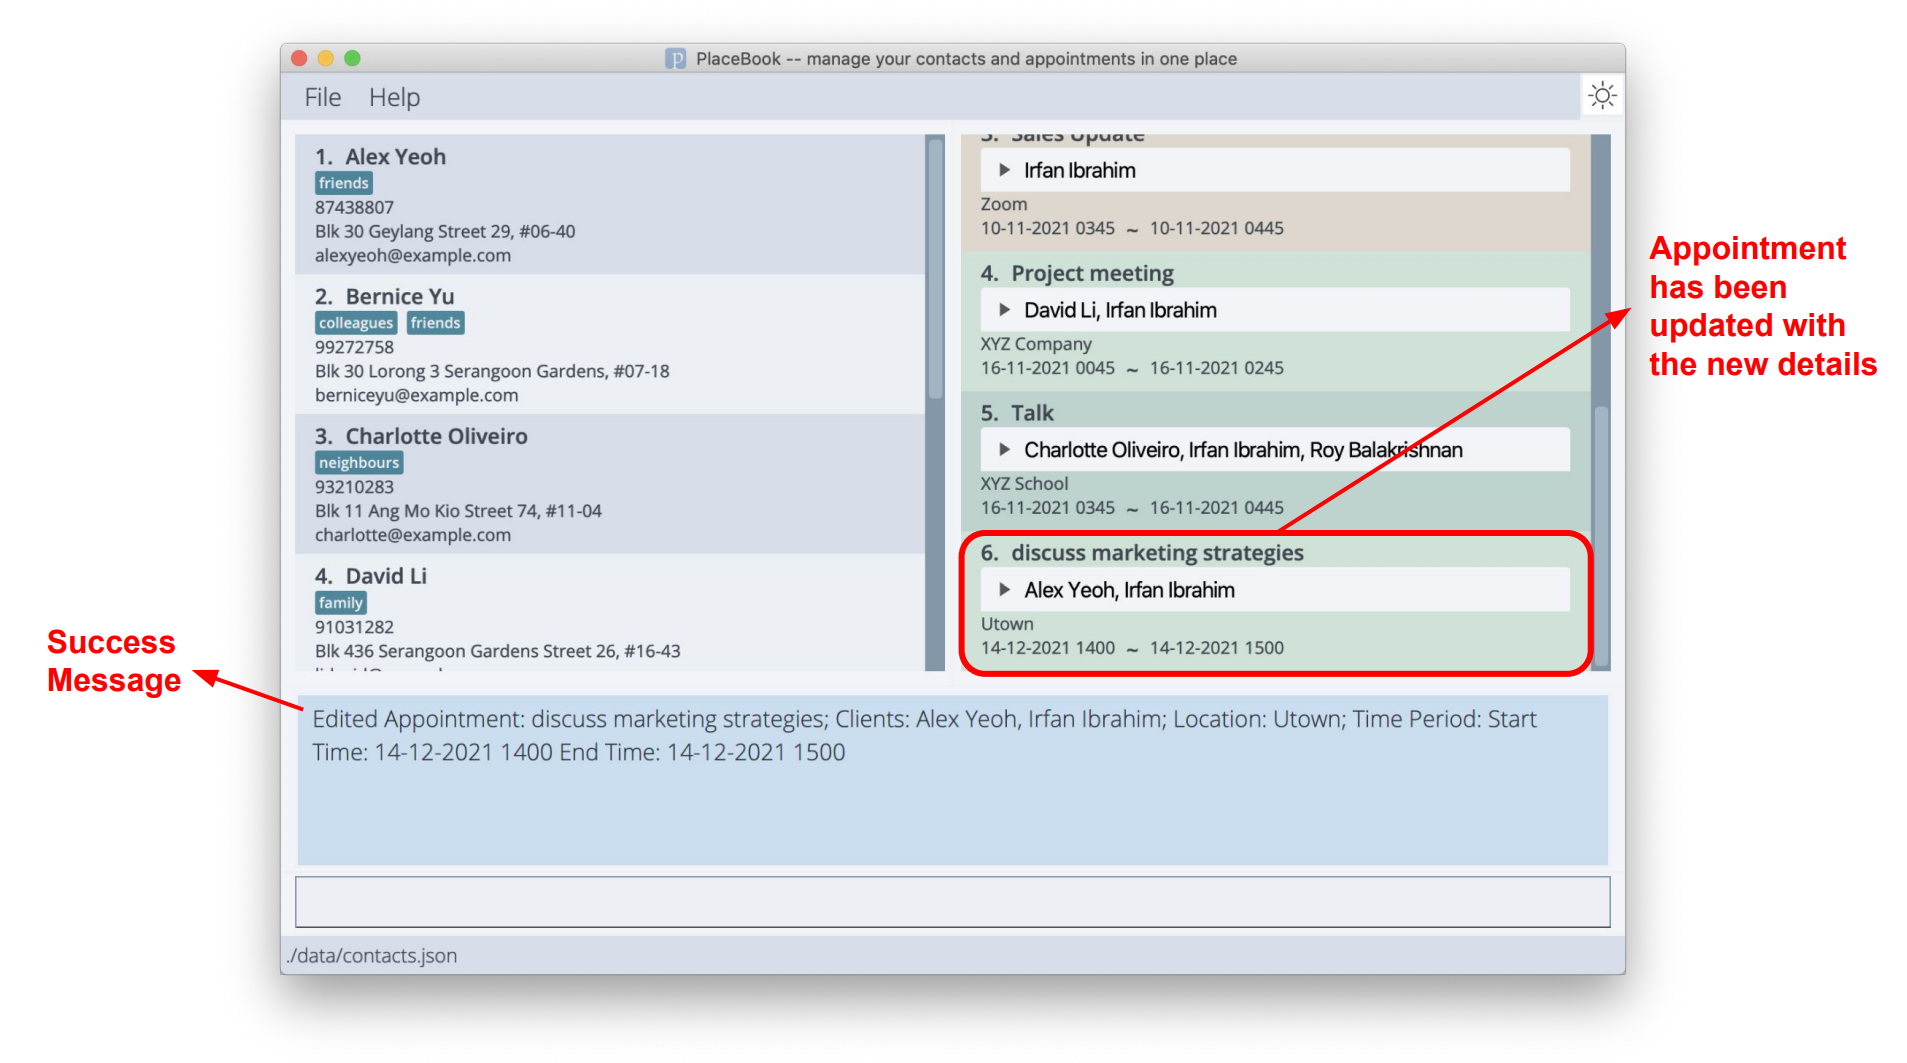 PlaceBook -- manage your contacts and appointments in one place
File Help
1. Alex Yeoh
friends
87438807
Blk 30 Geylang Street 29, #06-40
alexyeoh@example.com
2. Bernice Yu
colleagues friends
99272758
Blk 30 Lorong 3 Serangoon Gardens, #07-18
berniceyu@example.com
3. Charlotte Oliveiro
neighbours
93210283
Blk 11 Ang Mo Kio Street 74, #11-04
charlotte@example.com
4. David Li
family
91031282
Blk 436 Serangoon Gardens Street 26, #16-43
3. Sales Update
Irfan Ibrahim
Zoom
10-11-2021 0345 ~ 10-11-2021 0445
4. Project meeting
David Li, Irfan Ibrahim
XYZ Company
16-11-2021 0045 ~ 16-11-2021 0245
5. Talk
Charlotte Oliveiro, Irfan Ibrahim, Roy Balakrishnan
XYZ School
16-11-2021 0345 ~ 16-11-2021 0445
6. discuss marketing strategies
Alex Yeoh, Irfan Ibrahim
Utown
14-12-2021 1400 ~ 14-12-2021 1500
Appointment
has been
updated with
the new details
Success
Message
Edited Appointment: discuss marketing strategies; Clients: Alex Yeoh, Irfan Ibrahim; Location: Utown; Time Period: Start
Time: 14-12-2021 1400 End Time: 14-12-2021 1500
./data/contacts.json